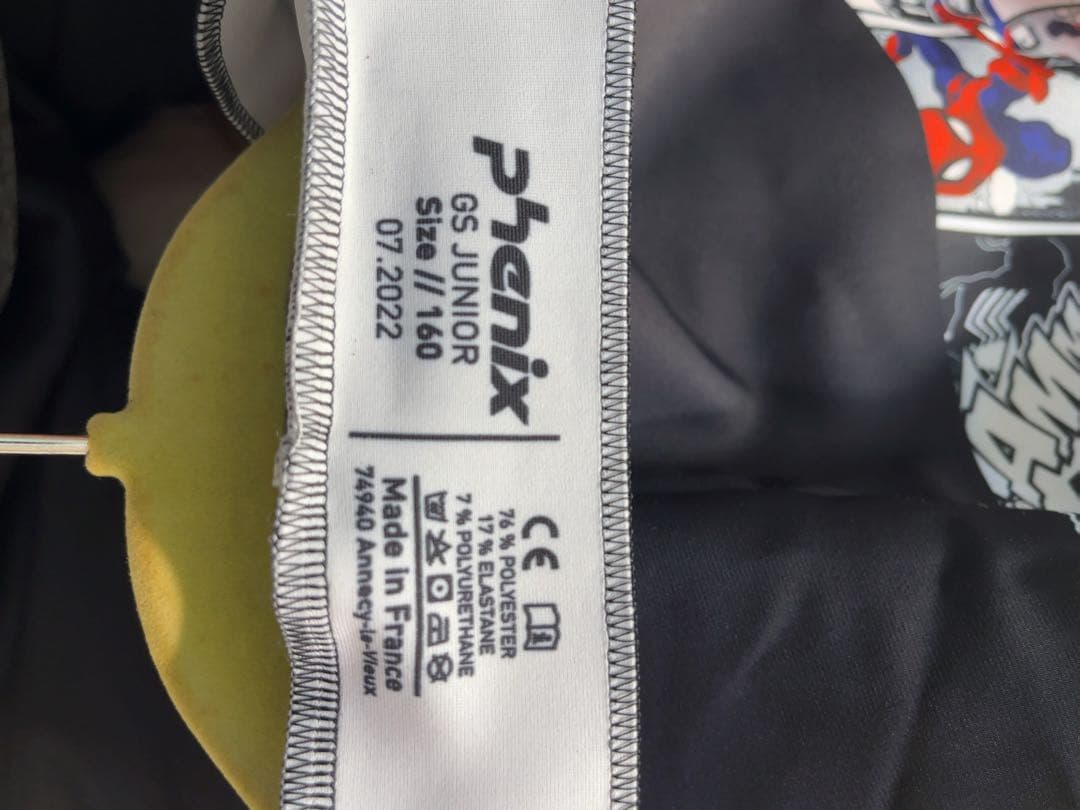 Phenix
GS JUNIOR
Size // 160
07.2022
CE
76 % POLYESTER
17 % ELASTANE
7 % POLYURETHANE
Made In France
74940 Annecy-le-Vieux